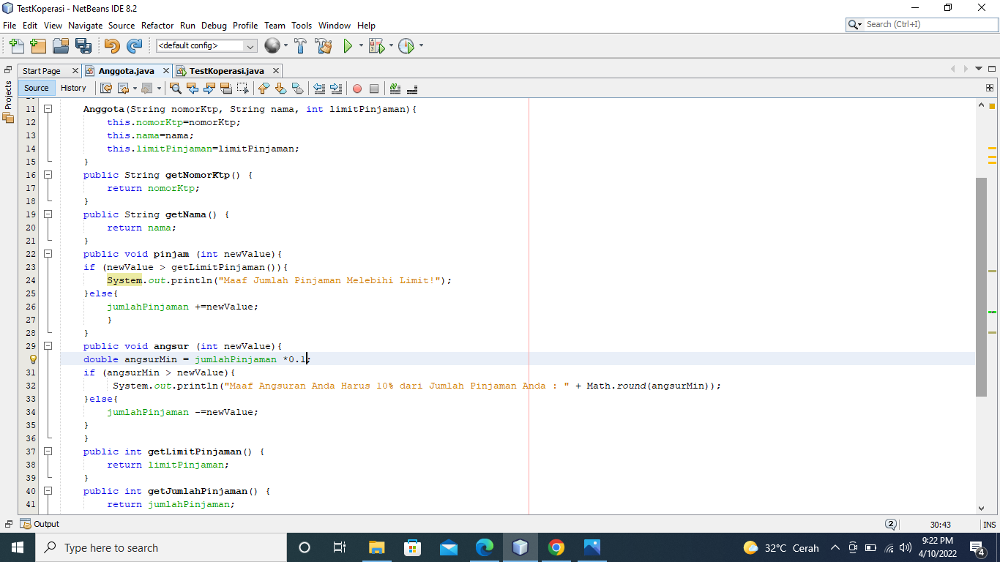 TestKoperasi - NetBeans IDE 8.2
File Edit View Navigate Source Refactor Run Debug Profile Team Tools Window Help
Search (Ctrl+I)
<default config>
Start Page Anggota.java TestKoperasi.java
Projects
Source History
11 Anggota(String nomorKtp, String nama, int limitPinjaman){
12 this.nomorKtp=nomorKtp;
13 this.nama=nama;
14 this.limitPinjaman=limitPinjaman;
15 }
16 public String getNomorKtp() {
17 return nomorKtp;
18 }
19 public String getNama() {
20 return nama;
21 }
22 public void pinjam (int newValue){
23 if (newValue > getLimitPinjaman()){
24 System.out.println("Maaf Jumlah Pinjaman Melebihi Limit!");
25 }else{
26 jumlahPinjaman +=newValue;
27 }
28 }
29 public void angsur (int newValue){
double angsurMin = jumlahPinjaman *0.1;
31 if (angsurMin > newValue){
32 System.out.println("Maaf Angsuran Anda Harus 10% dari Jumlah Pinjaman Anda : " + Math.round(angsurMin));
33 }else{
34 jumlahPinjaman -=newValue;
35 }
36 }
37 public int getLimitPinjaman() {
38 return limitPinjaman;
39 }
40 public int getJumlahPinjaman() {
41 return jumlahPinjaman;
Output
2 30:43 INS
Type here to search
32°C Cerah
9:22 PM
4/10/2022
4